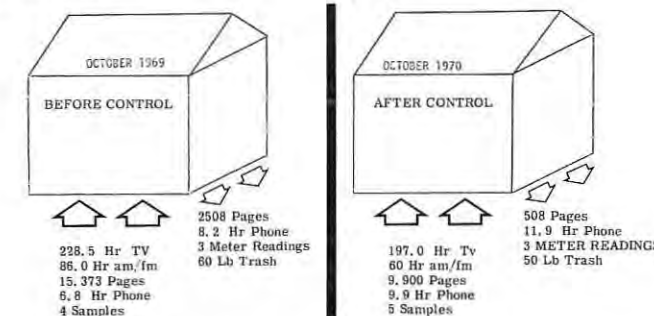 OCTOBER 1969
BEFORE CONTROL
2508 Pages
8.2 Hr Phone
3 Meter Readings
60 Lb Trash
228.5 Hr TV
86.0 Hr am/fm
15.373 Pages
6.8 Hr Phone
4 Samples
OCTOBER 1970
AFTER CONTROL
508 Pages
11.9 Hr Phone
3 METER READINGS
50 Lb Trash
197.0 Hr Tv
60 Hr am/fm
9.900 Pages
9.9 Hr Phone
5 Samples